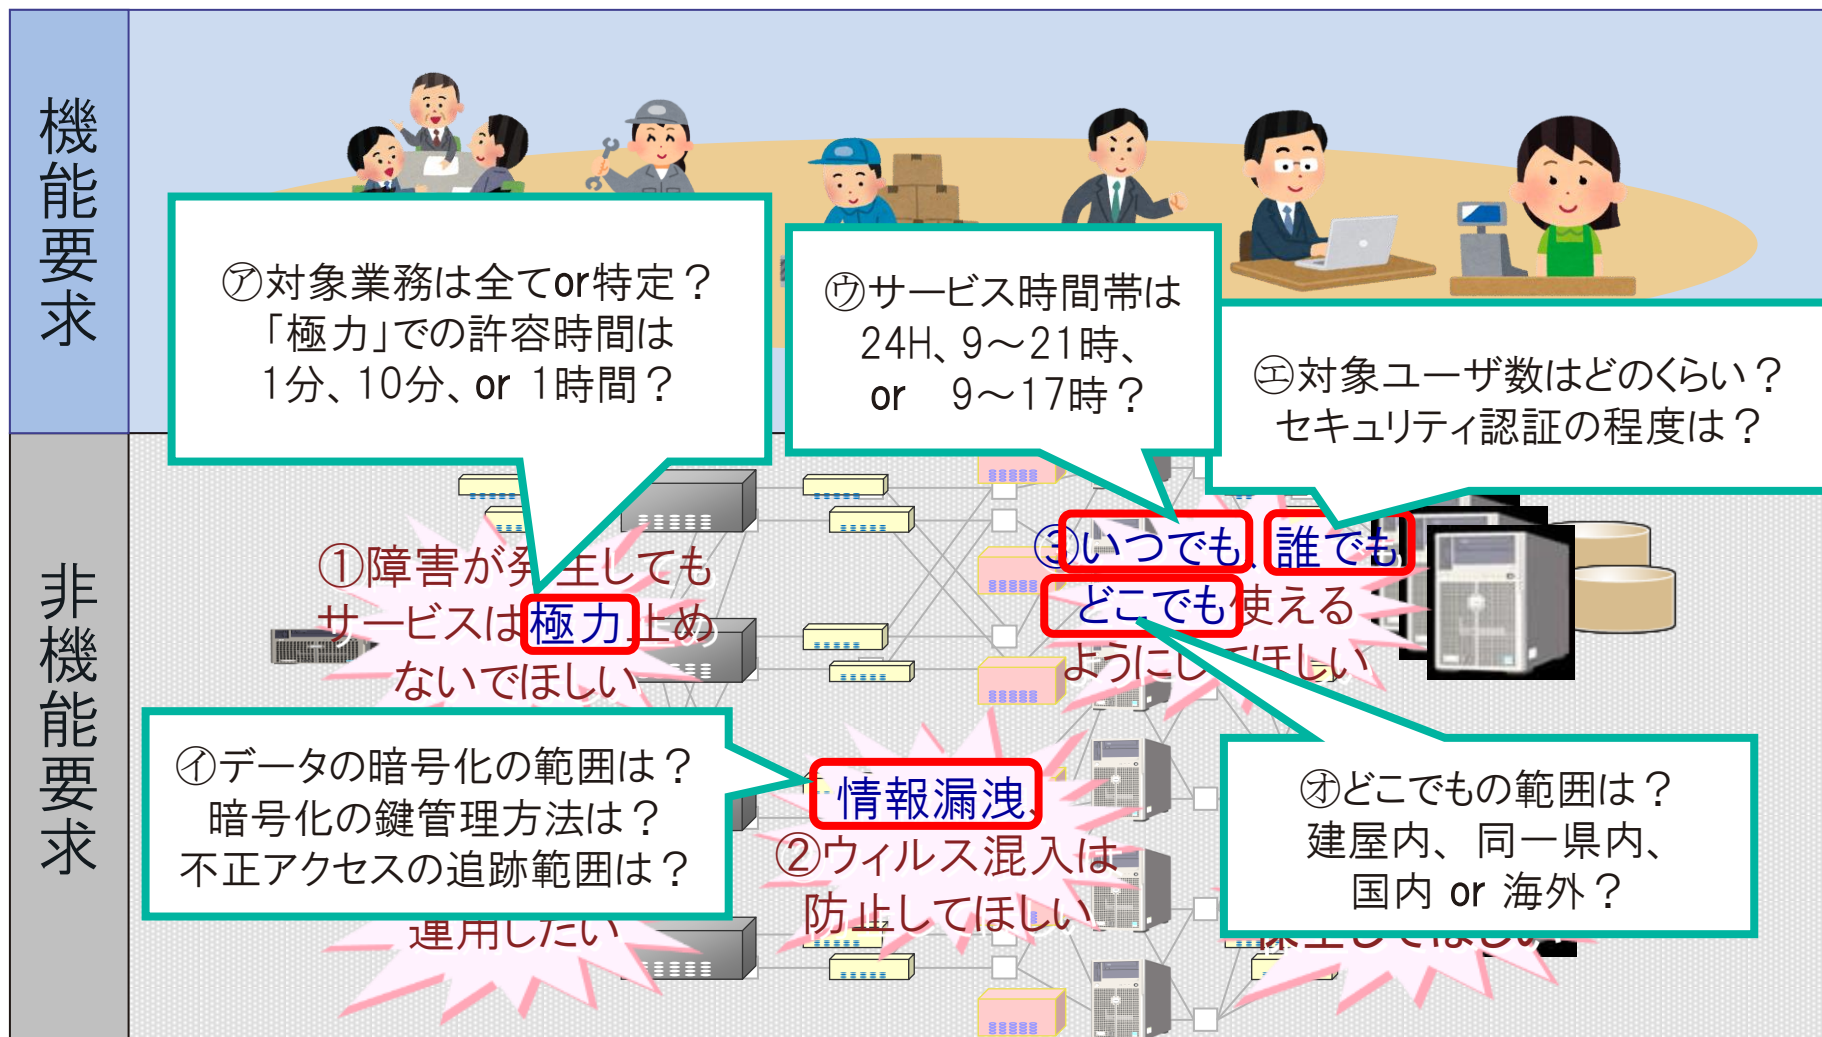 機能要求
㋐対象業務は全てor特定？
「極力」での許容時間は
1分、10分、or 1時間？
㋒サービス時間帯は
24H、9～21時、
or　9～17時？
㋓対象ユーザ数はどのくらい？
セキュリティ認証の程度は？
非機能要求
①障害が発生しても
サービスは極力止め
ないでほしい
③いつでも、誰でも
どこでも使える
ようにしてほしい
㋑データの暗号化の範囲は？
暗号化の鍵管理方法は？
不正アクセスの追跡範囲は？
運用したい
情報漏洩、
②ウィルス混入は
防止してほしい
㋔どこでもの範囲は？
建屋内、同一県内、
国内 or 海外？
してほしい